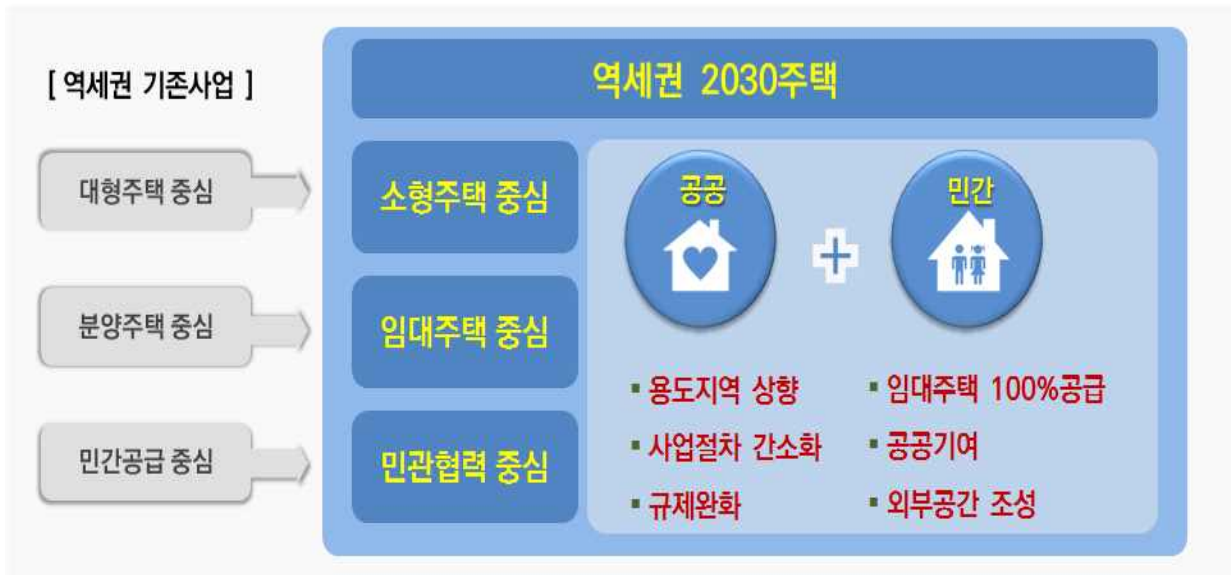 [ 역세권 기존사업 ]
역세권 2030주택
대형주택 중심
소형주택 중심
분양주택 중심
임대주택 중심
민간공급 중심
민관협력 중심
공공
민간
▪ 용도지역 상향
▪ 사업절차 간소화
▪ 규제완화
▪ 임대주택 100%공급
▪ 공공기여
▪ 외부공간 조성